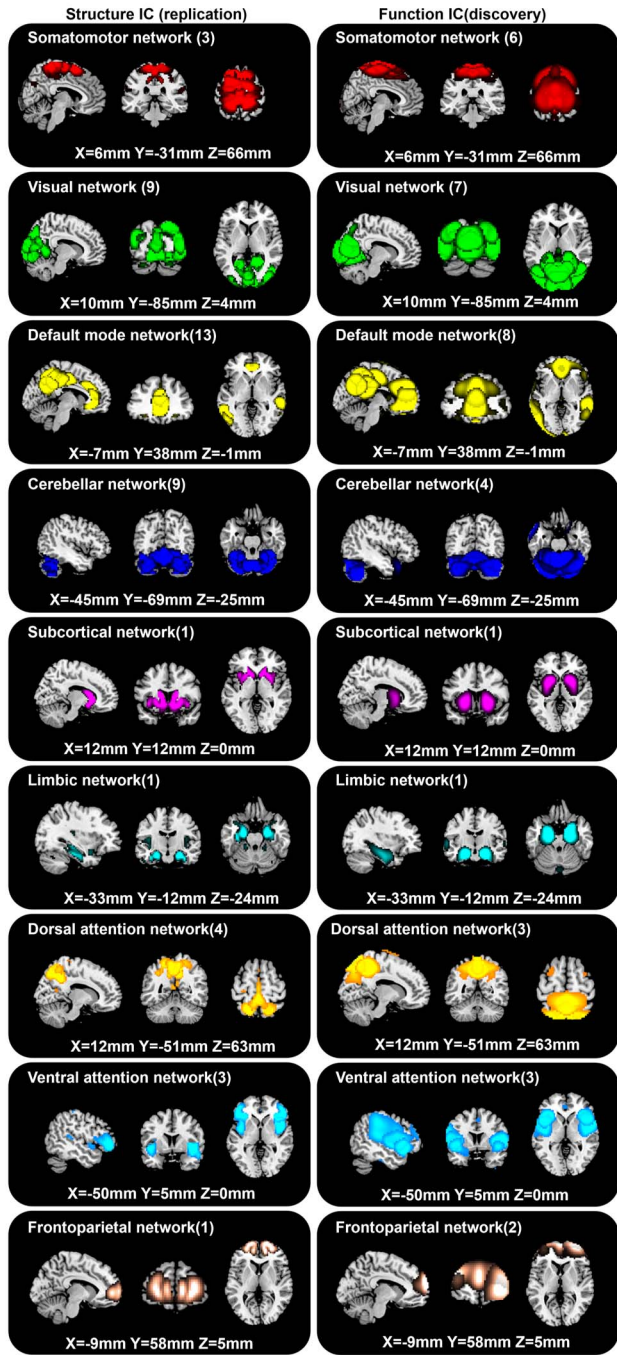 Structure IC (replication)
Function IC(discovery)
Somatomotor network (3)
Somatomotor network (6)
X=6mm Y=-31mm Z=66mm
X=6mm Y=-31mm Z=66mm
Visual network (9)
Visual network (7)
X=10mm Y=-85mm Z=4mm
X=10mm Y=-85mm Z=4mm
Default mode network(13)
Default mode network(8)
X=-7mm Y=38mm Z=-1mm
X=-7mm Y=38mm Z=-1mm
Cerebellar network(9)
Cerebellar network(4)
X=-45mm Y=-69mm Z=-25mm
X=-45mm Y=-69mm Z=-25mm
Subcortical network(1)
Subcortical network(1)
X=12mm Y=12mm Z=0mm
X=12mm Y=12mm Z=0mm
Limbic network(1)
Limbic network(1)
X=-33mm Y=-12mm Z=-24mm
X=-33mm Y=-12mm Z=-24mm
Dorsal attention network(4)
Dorsal attention network(3)
X=12mm Y=-51mm Z=63mm
X=12mm Y=-51mm Z=63mm
Ventral attention network(3)
Ventral attention network(3)
X=-50mm Y=5mm Z=0mm
X=-50mm Y=5mm Z=0mm
Frontoparietal network(1)
Frontoparietal network(2)
X=-9mm Y=58mm Z=5mm
X=-9mm Y=58mm Z=5mm